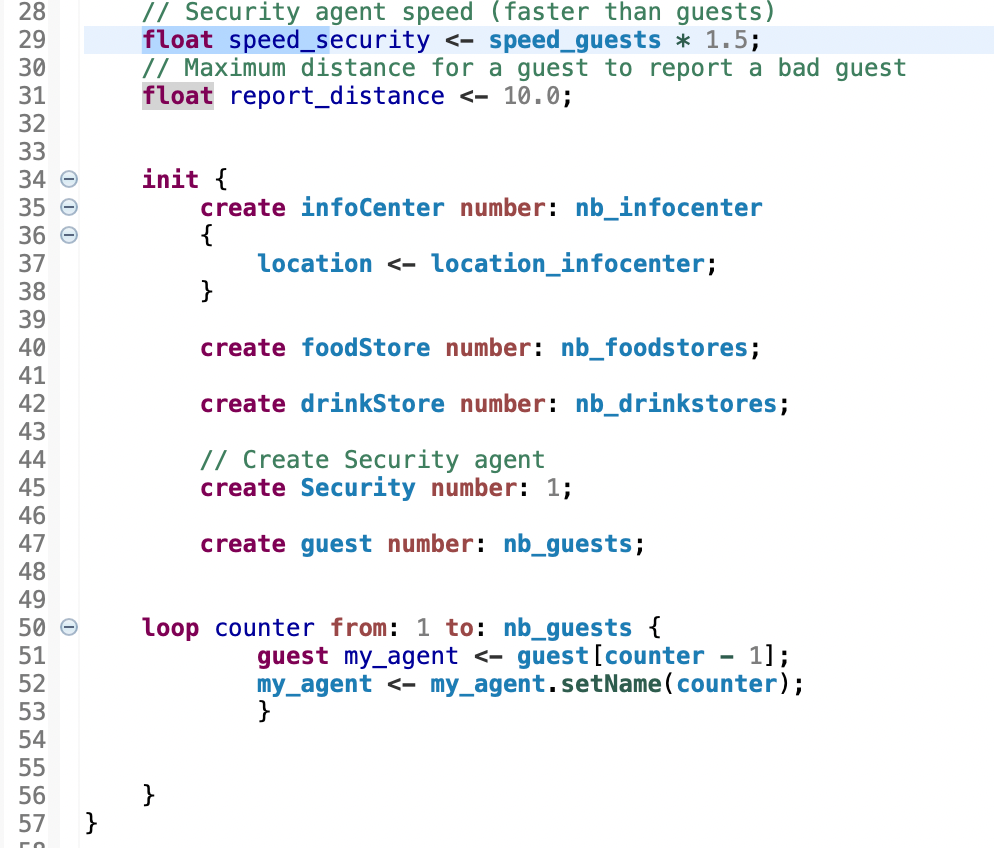 28 // Security agent speed (faster than guests)
29 float speed_security <- speed_guests * 1.5;
30 // Maximum distance for a guest to report a bad guest
31 float report_distance <- 10.0;
32
33
34 init {
35 create infoCenter number: nb_infocenter
36 {
37 location <- location_infocenter;
38 }
39
40 create foodStore number: nb_foodstores;
41
42 create drinkStore number: nb_drinkstores;
43
44 // Create Security agent
45 create Security number: 1;
46
47 create guest number: nb_guests;
48
49
50 loop counter from: 1 to: nb_guests {
51 guest my_agent <- guest[counter - 1];
52 my_agent <- my_agent.setName(counter);
53 }
54
55
56 }
57 }